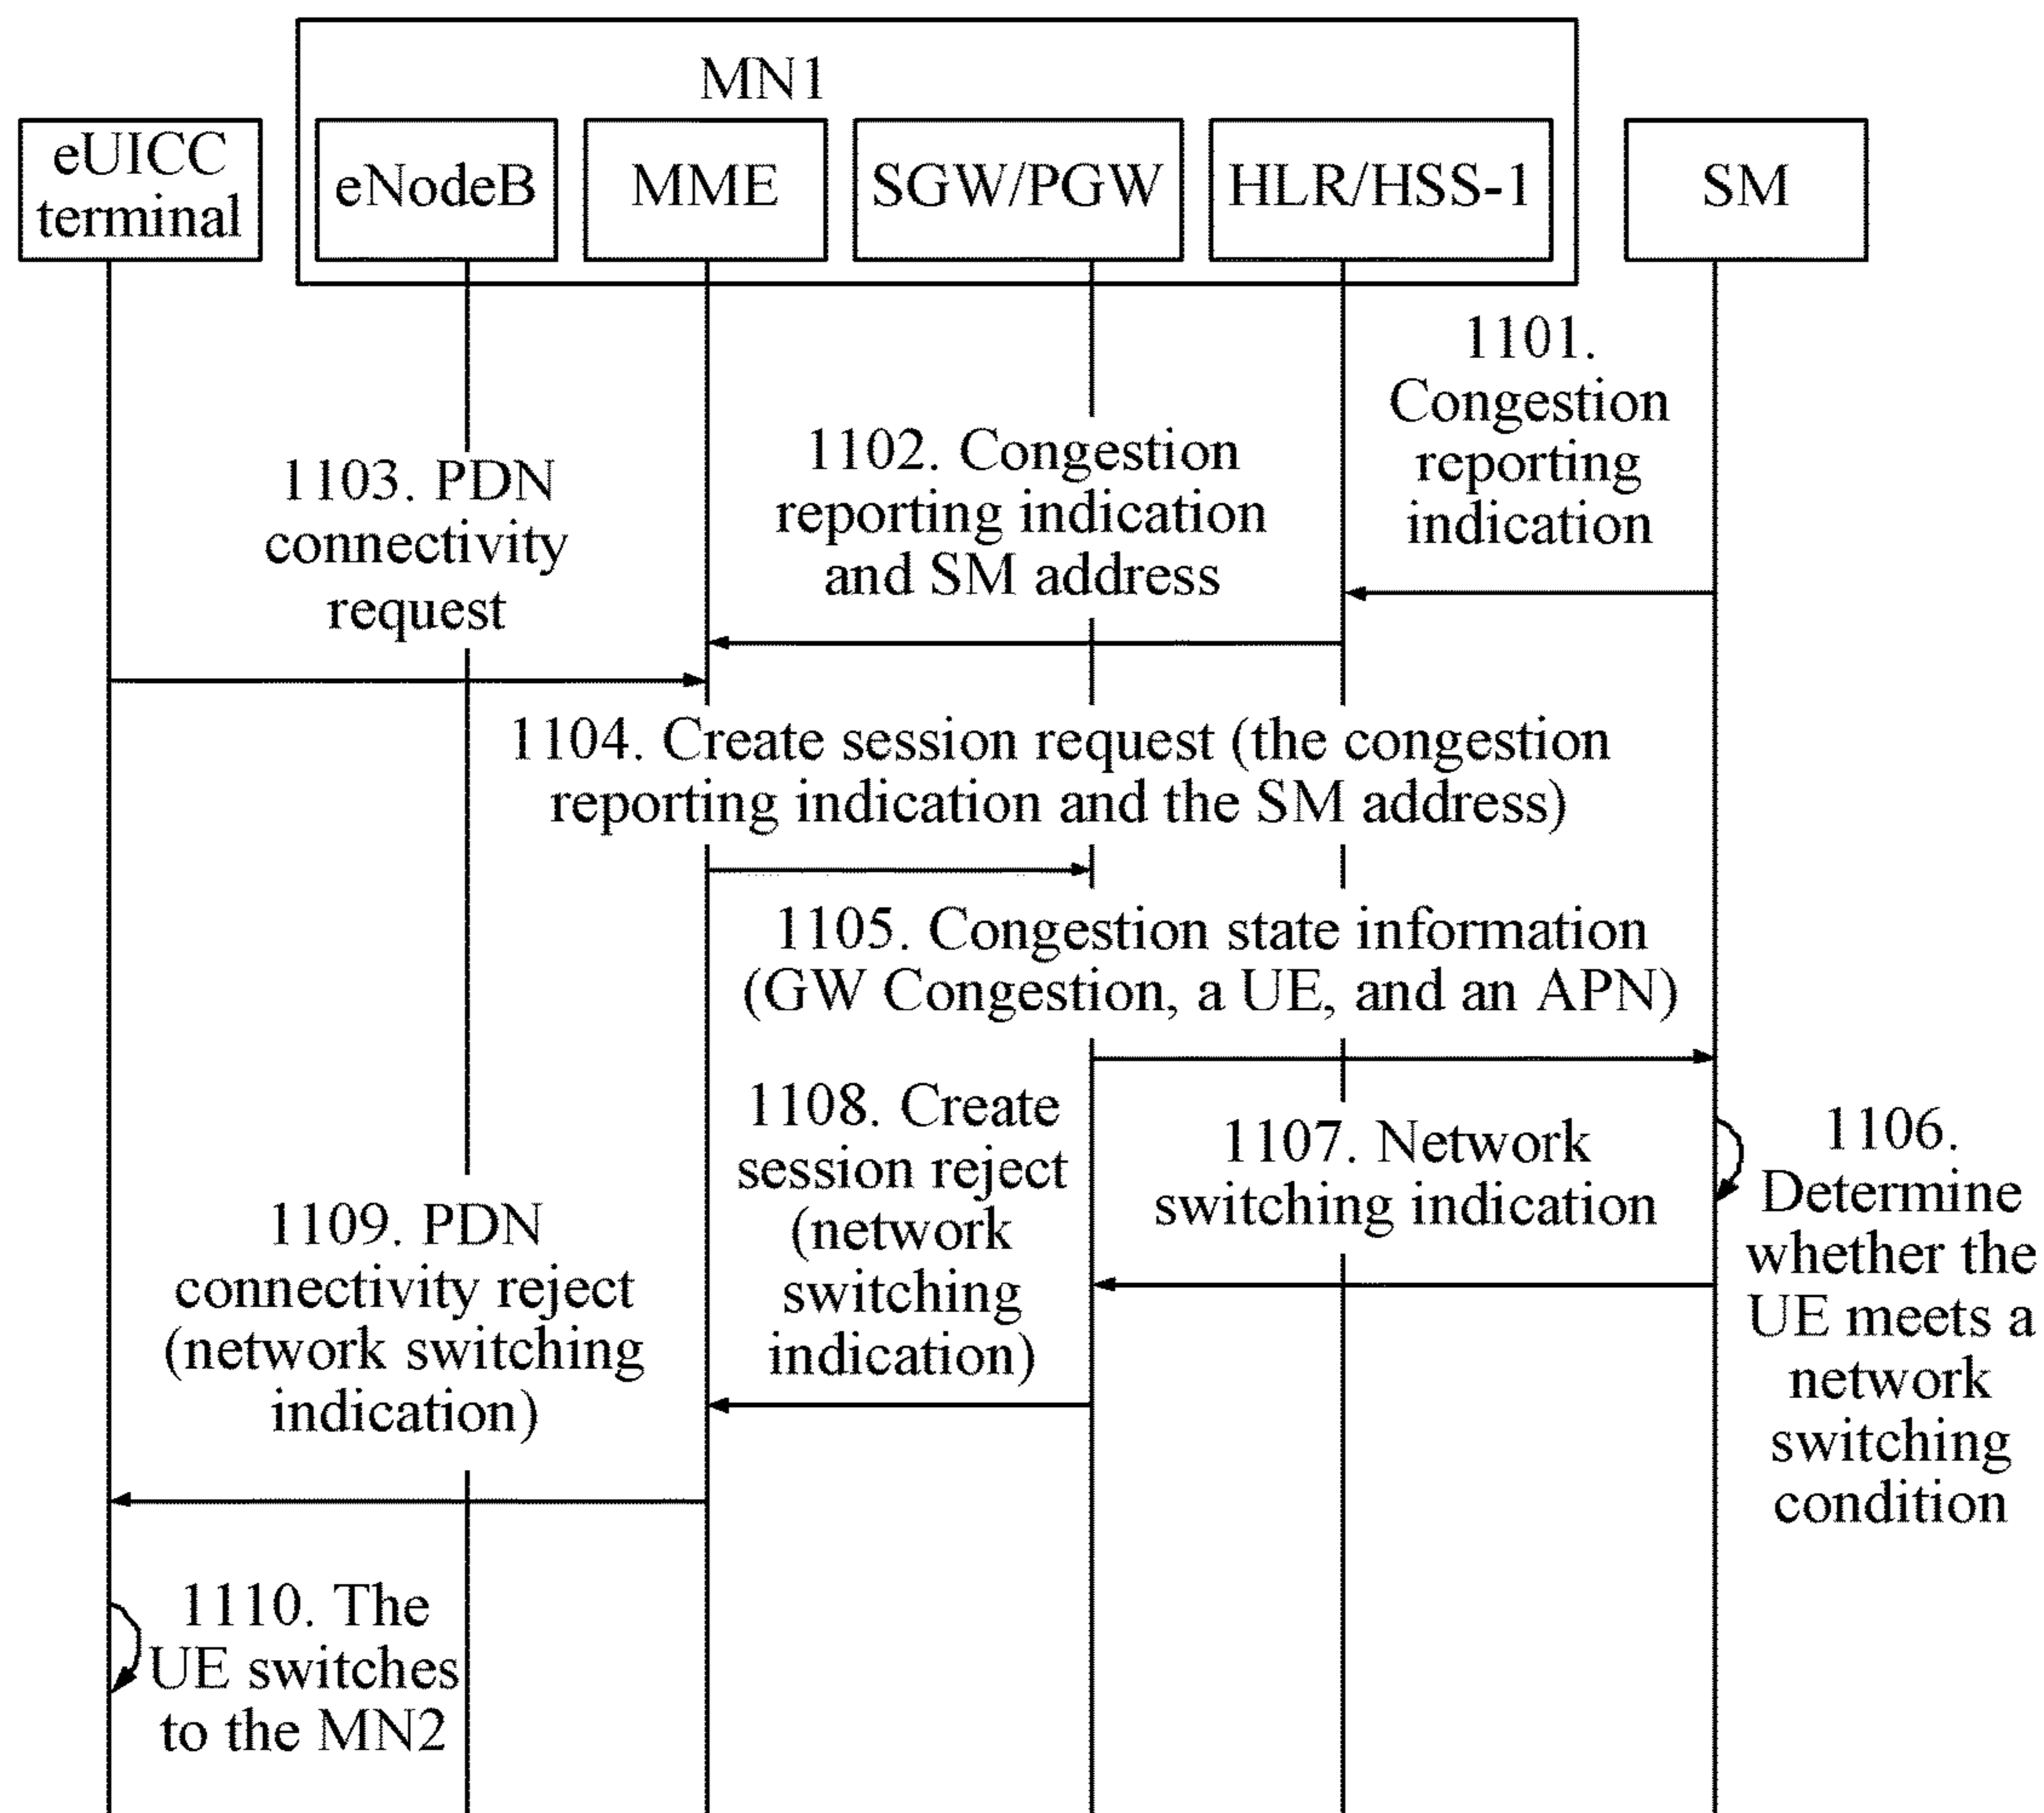 MN1
eUICC
terminal
eNodeB
MME
SGW/PGW
HLR/HSS-1
SM
1101.
Congestion
reporting
indication
1102. Congestion
reporting indication
and SM address
1103. PDN
connectivity
request
1104. Create session request (the congestion
reporting indication and the SM address)
1105. Congestion state information
(GW Congestion, a UE, and an APN)
1106.
Determine
whether the
UE meets a
network
switching
condition
1107. Network
switching indication
1108. Create
session reject
(network
switching
indication)
1109. PDN
connectivity reject
(network switching
indication)
1110. The
UE switches
to the MN2